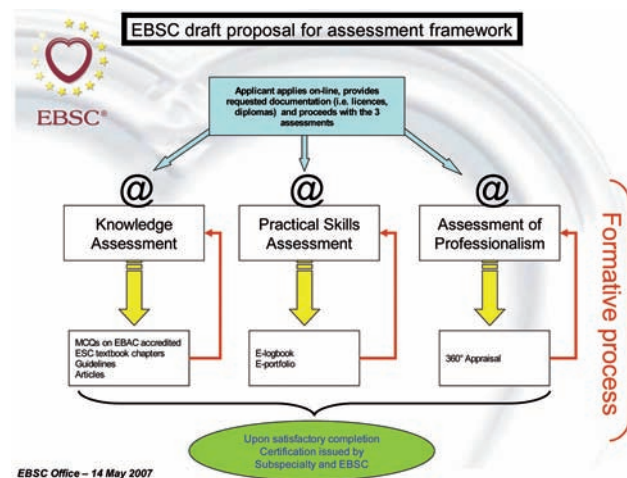 EBSC draft proposal for assessment framework
EBSC®
Applicant applies on-line, provides
requested documentation (i.e. licences,
diplomas) and proceeds with the 3
assessments
@
Knowledge
Assessment
@
Practical Skills
Assessment
@
Assessment of
Professionalism
MCQs on EBAC accredited
ESC textbook chapters
Guidelines
Articles
E-logbook
E-portfolio
360° Appraisal
Formative process
Upon satisfactory completion
Certification issued by
Subspecialty and EBSC
EBSC Office – 14 May 2007